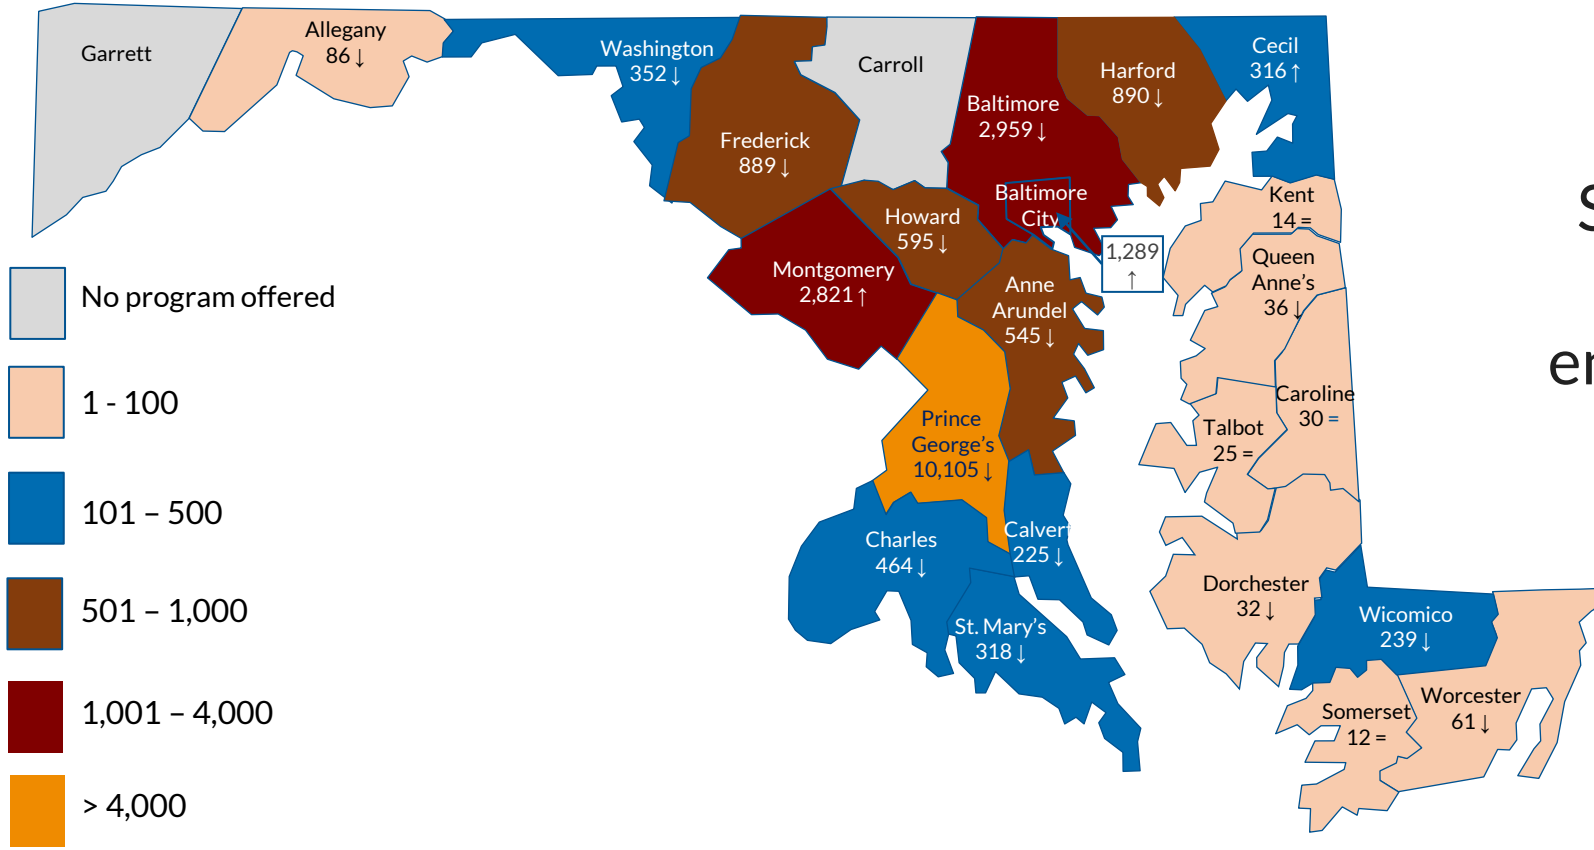 Garrett
Allegany
86 ↓
Washington
352 ↓
Frederick
889 ↓
Carroll
Baltimore
2,959 ↓
Baltimore
City
1,289
↑
Harford
890 ↓
Cecil
316 ↑
Kent
14 =
Queen
Anne’s
36 ↓
Howard
595 ↓
Montgomery
2,821 ↑
Anne
Arundel
545 ↓
Prince
George’s
10,105 ↓
Caroline
30 =
Talbot
25 =
Charles
464 ↓
Calvert
225 ↓
St. Mary’s
318 ↓
Dorchester
32 ↓
Wicomico
239 ↓
Somerset
12 =
Worcester
61 ↓
No program offered
1 - 100
101 – 500
501 – 1,000
1,001 – 4,000
> 4,000